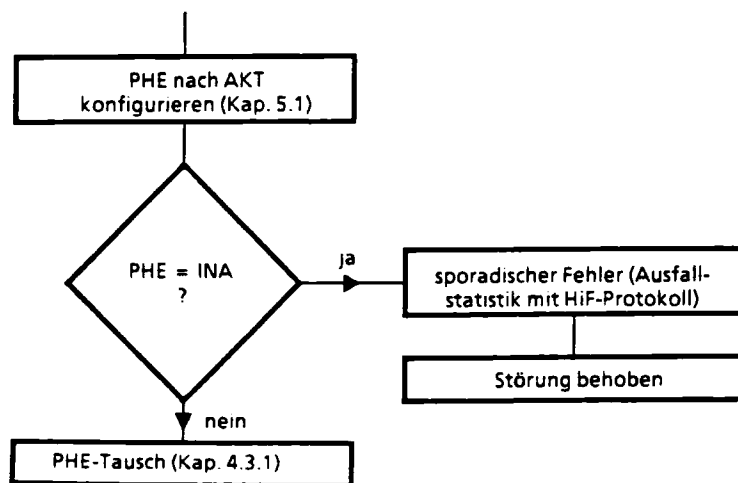 PHE nach AKT
konfigurieren (Kap. 5.1)
PHE = INA
?
ja
sporadischer Fehler (Ausfall-
statistik mit HiF-Protokoll)
Störung behoben
nein
PHE-Tausch (Kap. 4.3.1)